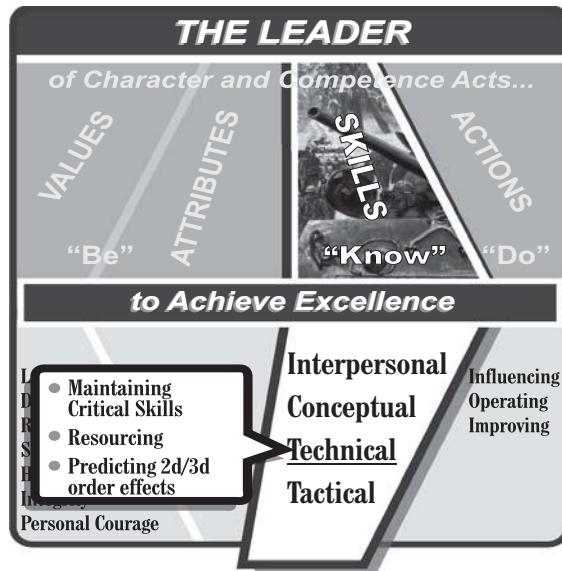 THE LEADER
of Character and Competence Acts...
VALUES
ATTRIBUTES
SKILLS
ACTIONS
“Be”
“Know”
“Do”
to Achieve Excellence
Maintaining
Critical Skills
Resourcing
Predicting 2d/3d
order effects
Personal Courage
Interpersonal
Conceptual
Technical
Tactical
Influencing
Operating
Improving